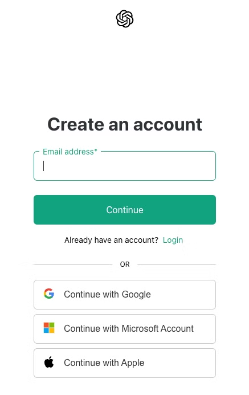 Create an account
Email address*
Continue
Already have an account? Login
OR
Continue with Google
Continue with Microsoft Account
Continue with Apple